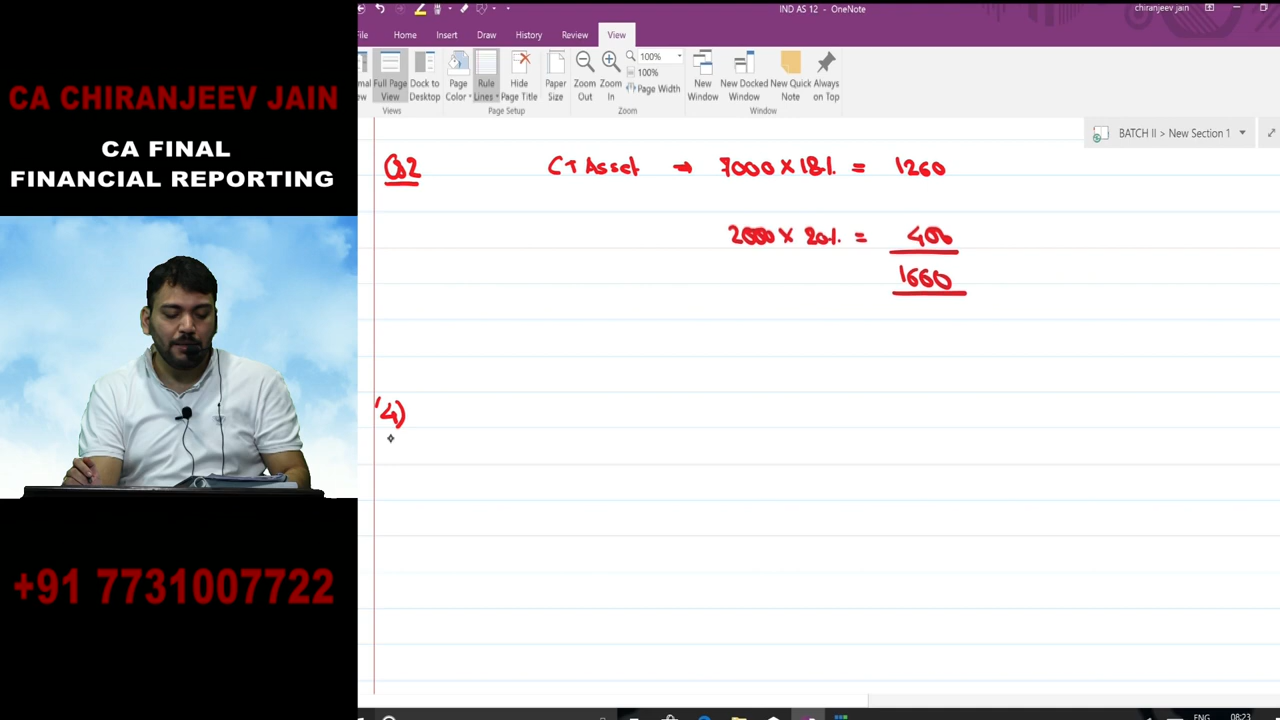 CA CHIRANJEEV JAIN
CA FINAL
FINANCIAL REPORTING
+91 7731007722
IND AS 12 - OneNote
chiranjeev jain
File Home Insert Draw History Review View
Full Page View
Dock to Desktop
Views
Page Color
Rule Lines
Hide Page Title
Paper Size
Page Setup
Zoom Out
Zoom In
100%
100%
Page Width
Zoom
New Window
New Docked Window
New Quick Note
Always on Top
Window
BATCH II > New Section 1
Qs2 CT Asset → 7000 × 18% = 1260
2000 × 20% = 400
1660
4)
ENG 08:23